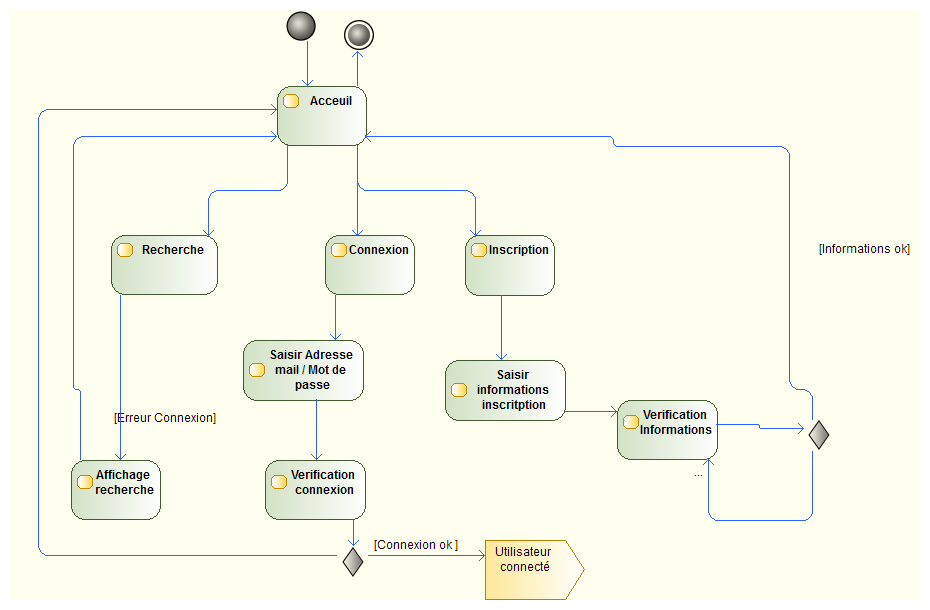 Acceuil
Recherche
Connexion
Inscription
[Informations ok]
Saisir Adresse
mail / Mot de
passe
Saisir
informations
inscritption
[Erreur Connexion]
Verification
Informations
...
Affichage
recherche
Verification
connexion
[Connexion ok ]
Utilisateur
connecté